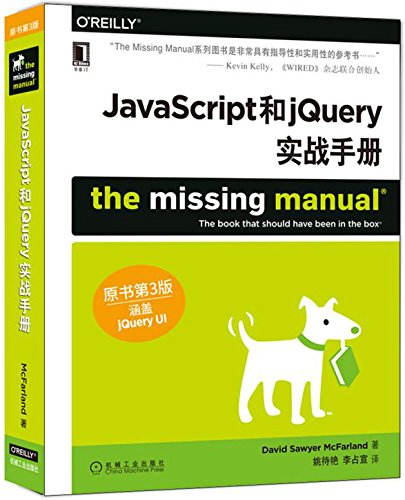 O'REILLY®
华章 IT
"The Missing Manual系列图书是非常具有指导性和实用性的参考书……"
—— Kevin Kelly,《WIRED》杂志联合创始人
JavaScript和jQuery
实战手册
the missing manual®
The book that should have been in the box®
原书第3版
涵盖
jQuery UI
David Sawyer McFarland 著
姚待艳 李占宣 译
机械工业出版社
China Machine Press
原书第3版
the
missing
manual®
JavaScript和jQuery实战手册
McFarland 著
O'REILLY®
机械工业出版社